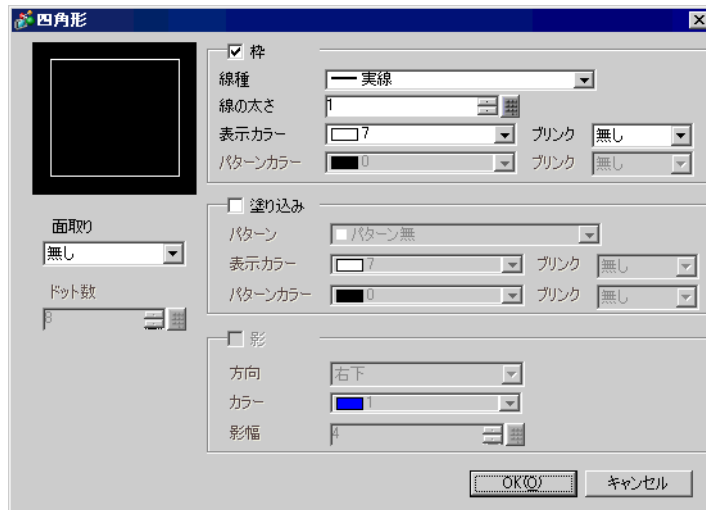 四角形
枠
線種 実線
線の太さ 1
表示カラー 7 ブリンク 無し
パターンカラー 0 ブリンク 無し
面取り
無し
ドット数
8
塗り込み
パターン パターン無
表示カラー 7 ブリンク 無し
パターンカラー 0 ブリンク 無し
影
方向 右下
カラー 1
影幅 4
OK(O) キャンセル